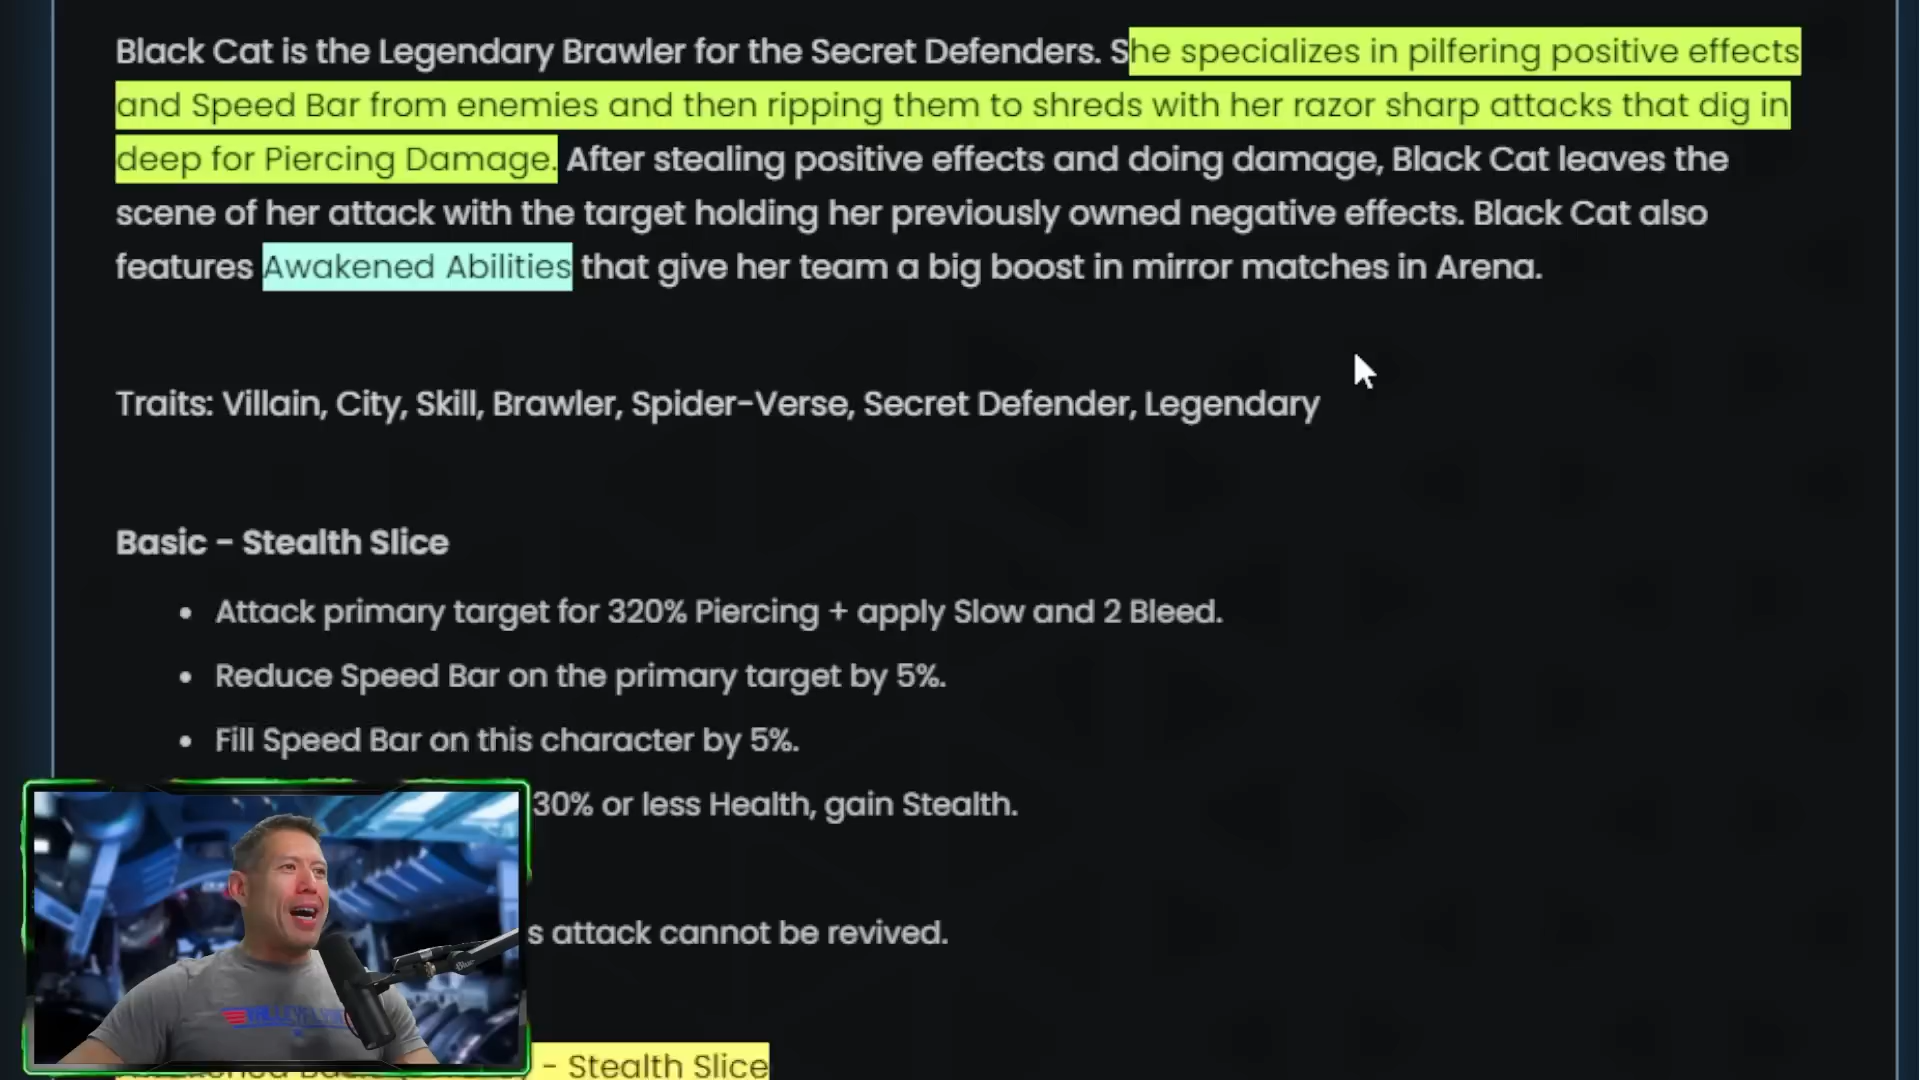 Black Cat is the Legendary Brawler for the Secret Defenders. She specializes in pilfering positive effects
and Speed Bar from enemies and then ripping them to shreds with her razor sharp attacks that dig in
deep for Piercing Damage. After stealing positive effects and doing damage, Black Cat leaves the
scene of her attack with the target holding her previously owned negative effects. Black Cat also
features Awakened Abilities that give her team a big boost in mirror matches in Arena.
Traits: Villain, City, Skill, Brawler, Spider-Verse, Secret Defender, Legendary
Basic - Stealth Slice
• Attack primary target for 320% Piercing + apply Slow and 2 Bleed.
• Reduce Speed Bar on the primary target by 5%.
• Fill Speed Bar on this character by 5%.
30% or less Health, gain Stealth.
s attack cannot be revived.
- Stealth Slice